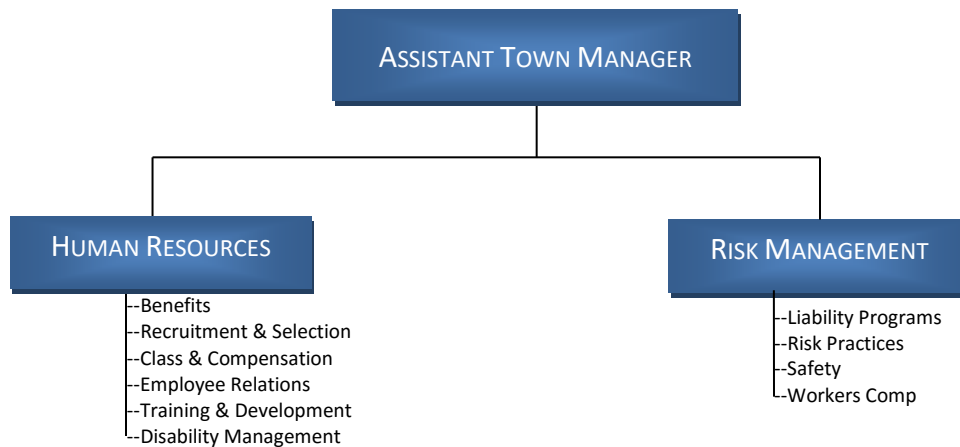 ASSISTANT TOWN MANAGER
HUMAN RESOURCES
--Benefits
--Recruitment & Selection
--Class & Compensation
--Employee Relations
--Training & Development
--Disability Management
RISK MANAGEMENT
--Liability Programs
--Risk Practices
--Safety
--Workers Comp